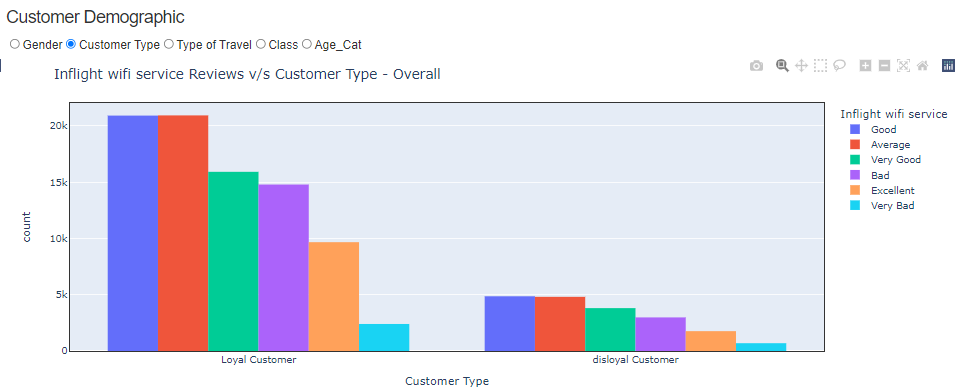 Customer Demographic
Gender Customer Type Type of Travel Class Age_Cat
Inflight wifi service Reviews v/s Customer Type - Overall
Inflight wifi service
Good
Average
Very Good
Bad
Excellent
Very Bad
20k
15k
10k
5k
0
count
Loyal Customer disloyal Customer
Customer Type